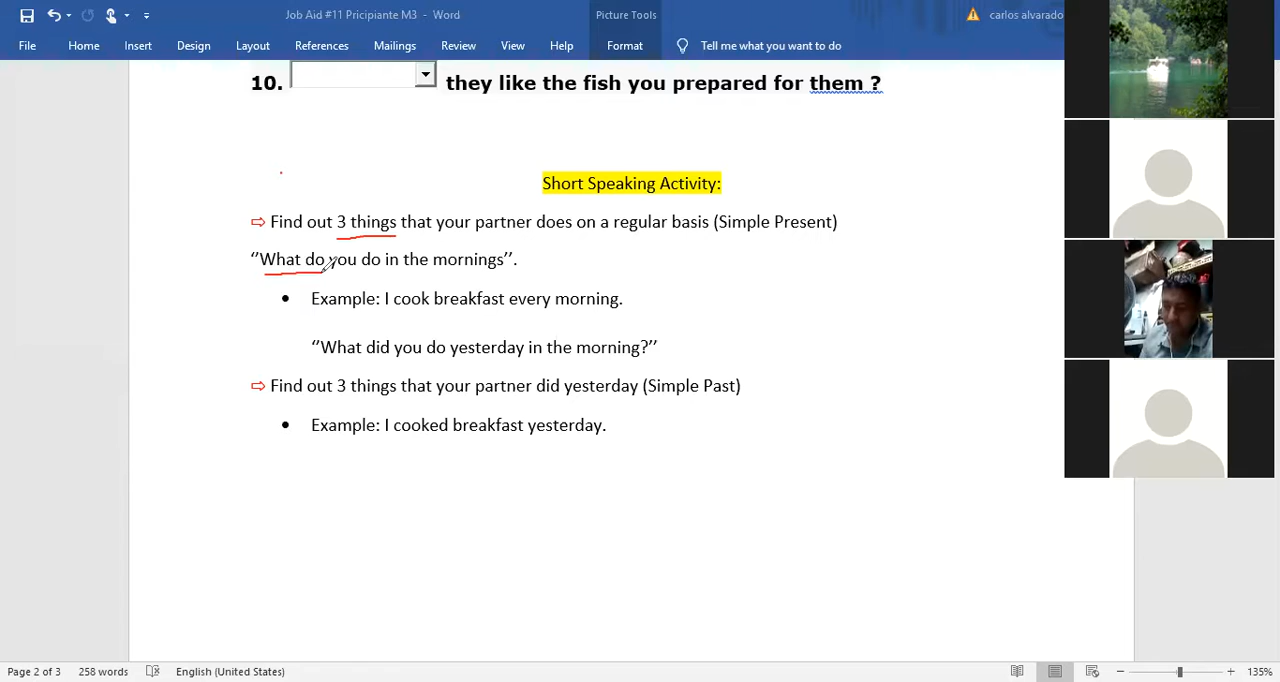 Job Aid #11 Pricipiante M3 - Word
Picture Tools
carlos alvarado
File Home Insert Design Layout References Mailings Review View Help Format Tell me what you want to do
10. they like the fish you prepared for them ?
Short Speaking Activity:
⇨ Find out 3 things that your partner does on a regular basis (Simple Present)
‘’What do you do in the mornings’’.
• Example: I cook breakfast every morning.
‘’What did you do yesterday in the morning?’’
⇨ Find out 3 things that your partner did yesterday (Simple Past)
• Example: I cooked breakfast yesterday.
Page 2 of 3 258 words English (United States) 135%